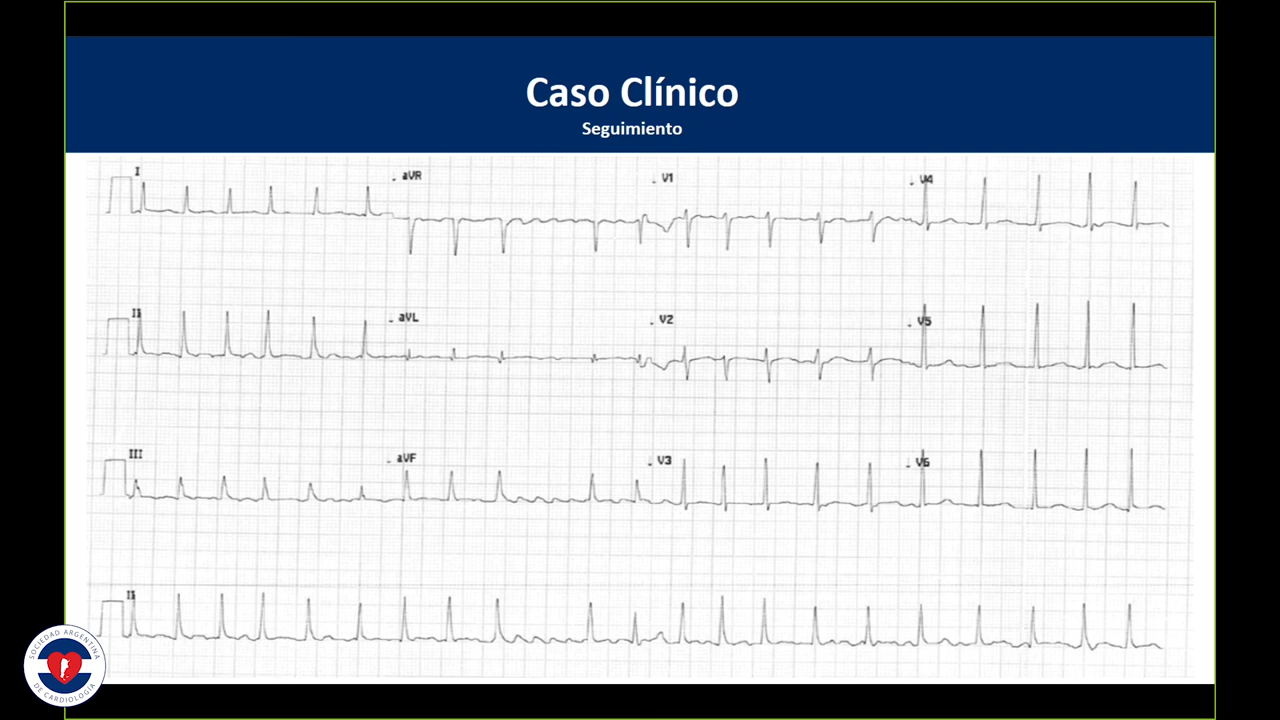 Caso Clínico
Seguimiento
I
aVR
V1
V4
II
aVL
V2
V5
III
aVF
V3
V6
II
SOCIEDAD ARGENTINA
DE CARDIOLOGÍA